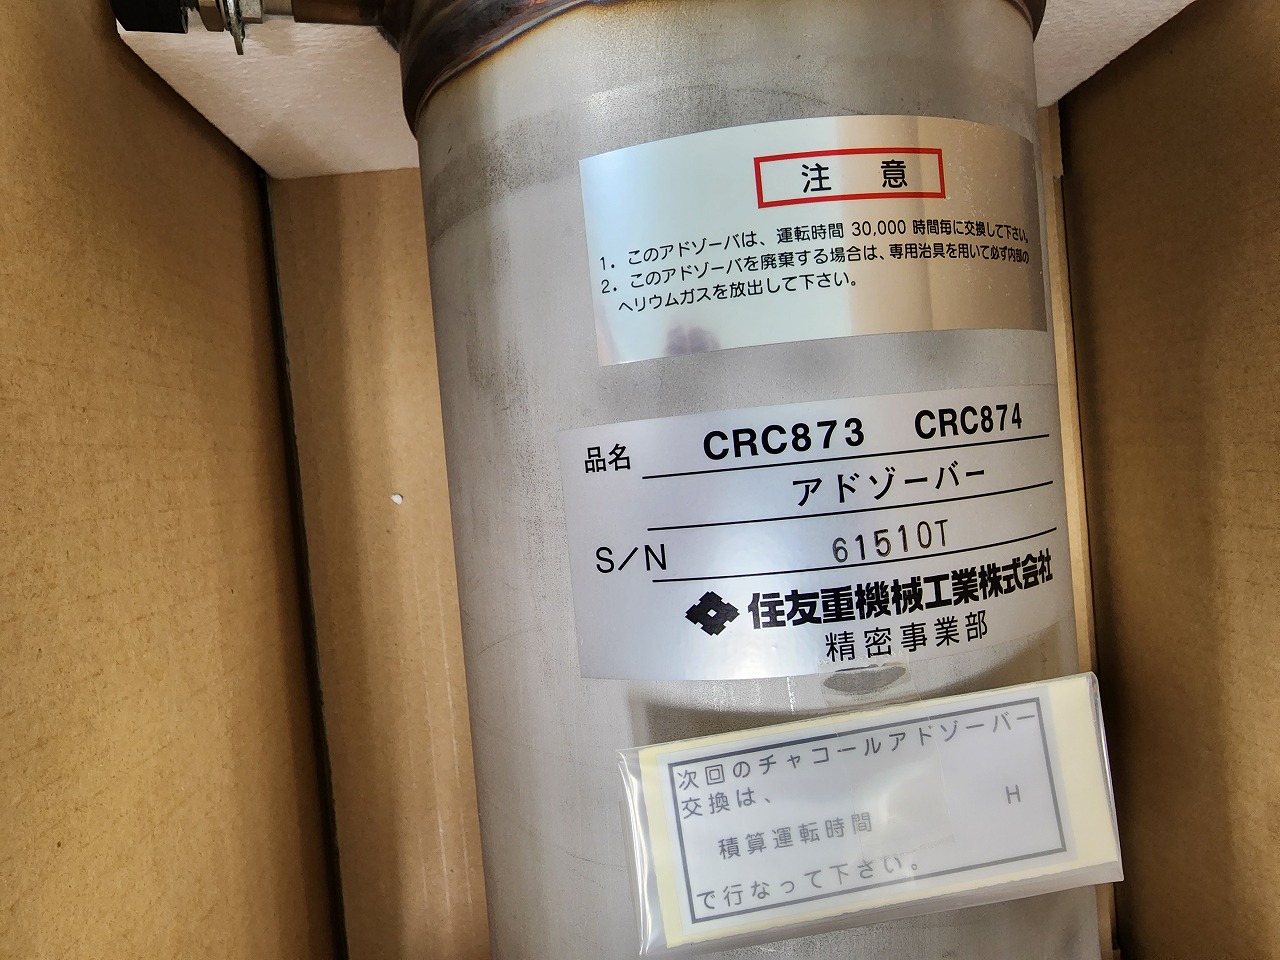 注 意
1. このアドゾーバは、運転時間 30,000 時間毎に交換して下さい。
2. このアドゾーバを廃棄する場合は、専用治具を用いて必ず内部の
ヘリウムガスを放出して下さい。
品名 CRC873 CRC874
アドゾーバー
S/N 61510T
住友重機械工業株式会社
精密事業部
次回のチャコールアドゾーバー
交換は、
積算運転時間 H
で行なって下さい。